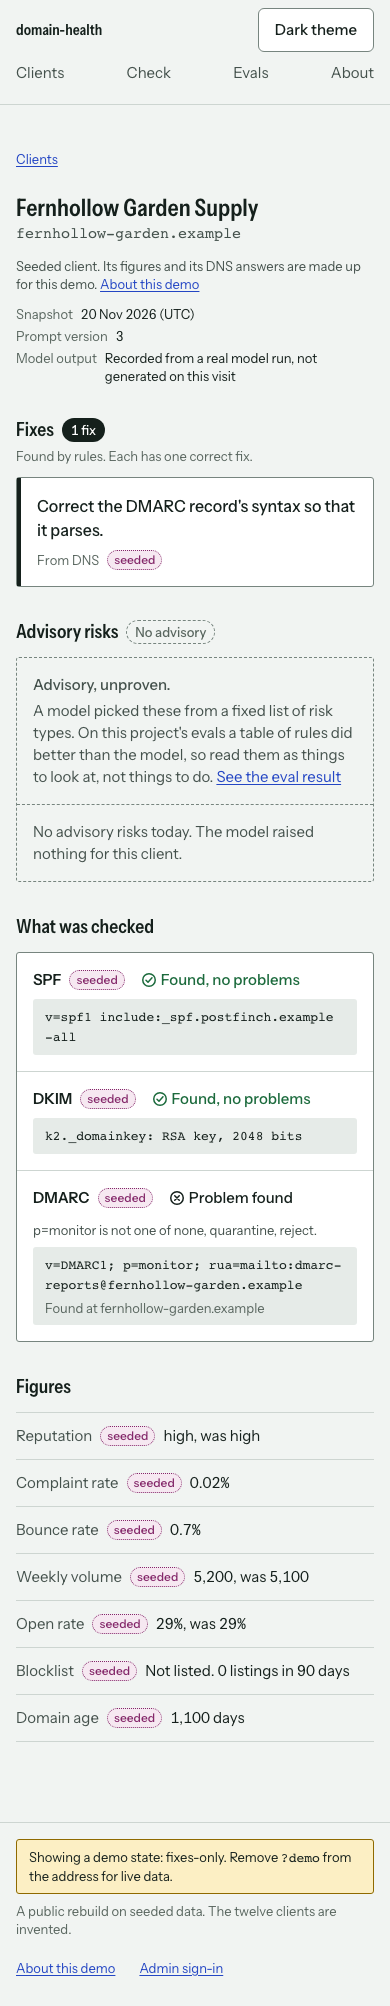 domain-health
Dark theme
Clients Check Evals About
Clients
Fernhollow Garden Supply
fernhollow-garden.example
Seeded client. Its figures and its DNS answers are made up
for this demo. About this demo
Snapshot 20 Nov 2026 (UTC)
Prompt version 3
Model output Recorded from a real model run, not
generated on this visit
Fixes 1 fix
Found by rules. Each has one correct fix.
Correct the DMARC record's syntax so that
it parses.
From DNS seeded
Advisory risks No advisory
Advisory, unproven.
A model picked these from a fixed list of risk
types. On this project's evals a table of rules did
better than the model, so read them as things
to look at, not things to do. See the eval result
No advisory risks today. The model raised
nothing for this client.
What was checked
SPF seeded Found, no problems
v=spf1 include:_spf.postfinch.example
-all
DKIM seeded Found, no problems
k2._domainkey: RSA key, 2048 bits
DMARC seeded Problem found
p=monitor is not one of none, quarantine, reject.
v=DMARC1; p=monitor; rua=mailto:dmarc-
reports@fernhollow-garden.example
Found at fernhollow-garden.example
Figures
Reputation seeded high, was high
Complaint rate seeded 0.02%
Bounce rate seeded 0.7%
Weekly volume seeded 5,200, was 5,100
Open rate seeded 29%, was 29%
Blocklist seeded Not listed. 0 listings in 90 days
Domain age seeded 1,100 days
Showing a demo state: fixes-only. Remove ?demo from
the address for live data.
A public rebuild on seeded data. The twelve clients are
invented.
About this demo Admin sign-in